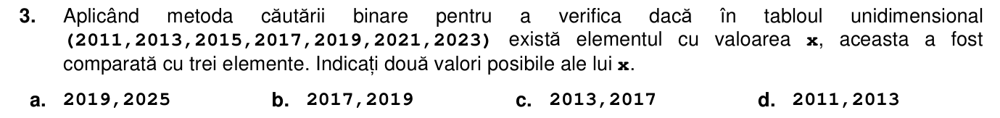 3. Aplicând metoda căutării binare pentru a verifica dacă în tabloul unidimensional
(2011,2013,2015,2017,2019,2021,2023) există elementul cu valoarea x, aceasta a fost
comparată cu trei elemente. Indicați două valori posibile ale lui x.
a. 2019,2025 b. 2017,2019 c. 2013,2017 d. 2011,2013